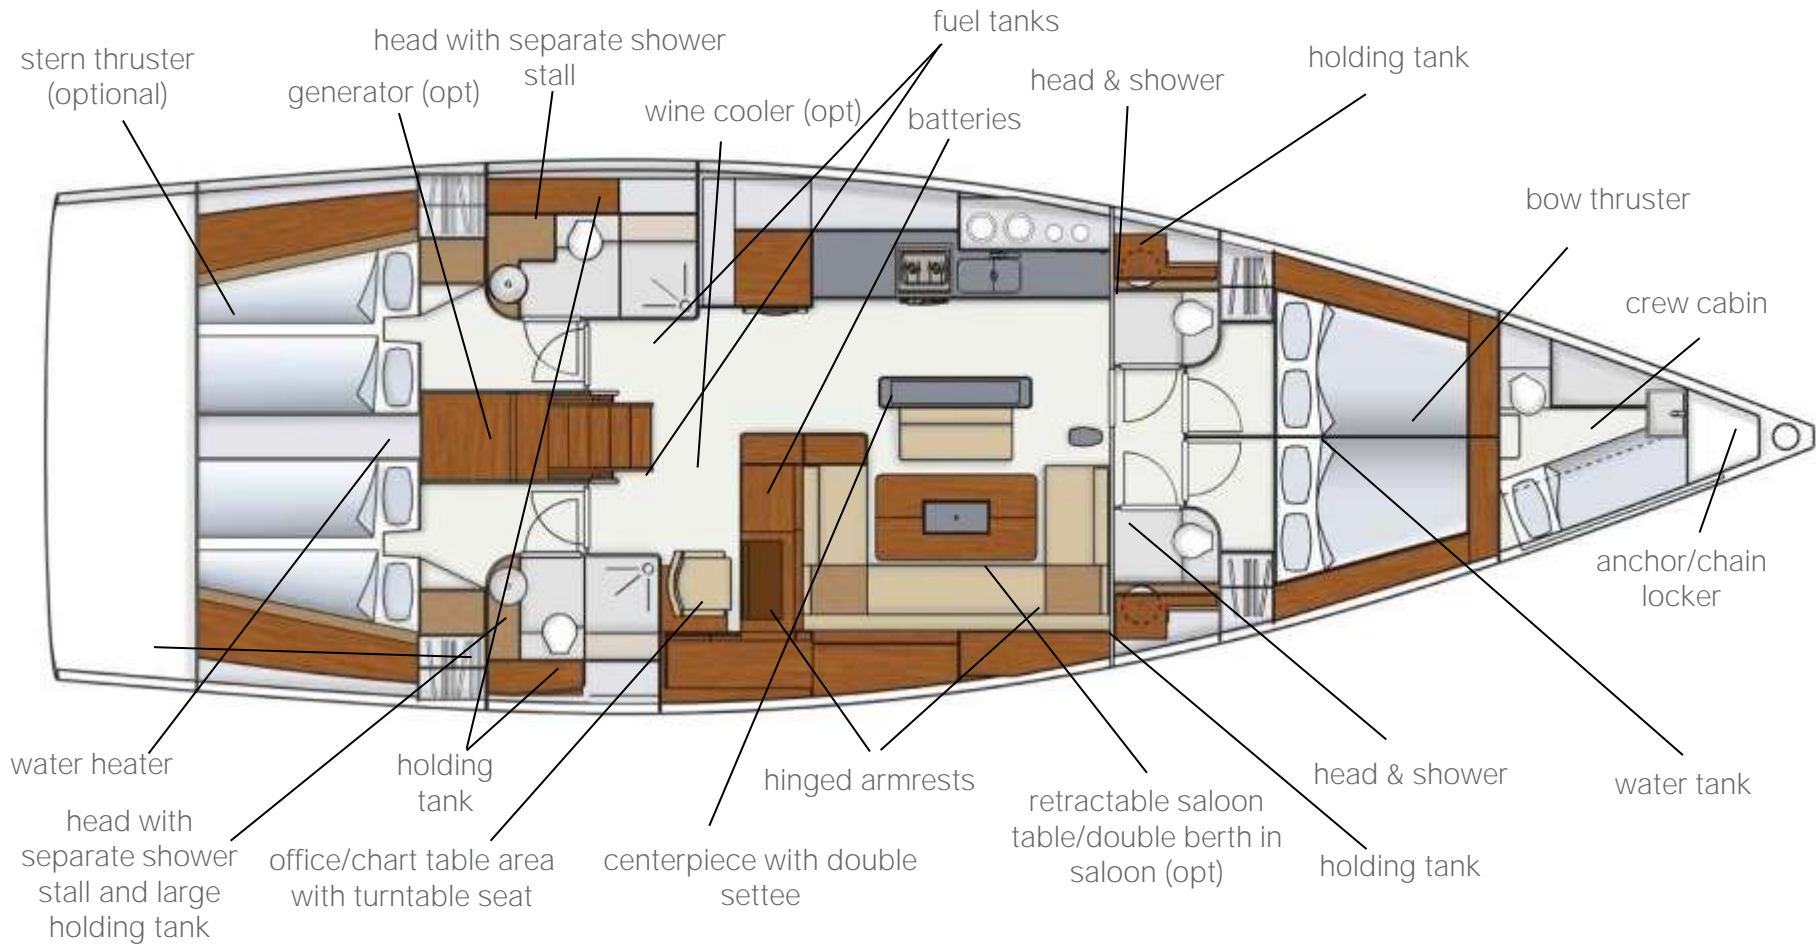 stern thruster
(optional)
generator (opt)
head with separate shower
stall
wine cooler (opt)
fuel tanks
batteries
head & shower
holding tank
bow thruster
crew cabin
anchor/chain
locker
water heater
head with
separate shower
stall and large
holding tank
holding
tank
office/chart table area
with turntable seat
centerpiece with double
settee
hinged armrests
retractable saloon
table/double berth in
saloon (opt)
head & shower
holding tank
water tank